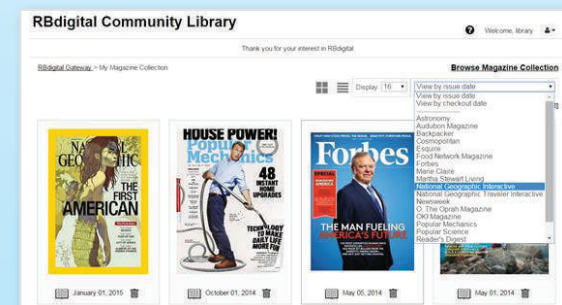 RBdigital Community Library
Welcome, library
Thank you for your interest in RBdigital
RBdigital Gateway > My Magazine Collection
Browse Magazine Collection
Display 16
View by issue date
View by issue date
View by checkout date
Astronomy
Audubon Magazine
Backpacker
Cosmopolitan
Esquire
Food Network Magazine
Forbes
Marie Claire
Martha Stewart Living
National Geographic Interactive
National Geographic Traveler Interactive
Newsweek
O, The Oprah Magazine
OK! Magazine
Popular Mechanics
Popular Science
Reader's Digest
GEOGRAPHIC
THE
FIRST
AMERICAN
HOUSE POWER!
Popular
Mechanics
48
INSTANT
HOME
UPGRADES
TECHNOLOGY
TO MAKE
DAILY LIFE
MORE FUN
Forbes
SPECIAL
THE MAN FUELING
AMERICA'S FUTURE
January 01, 2015
October 01, 2014
May 05, 2014
May 01, 2014